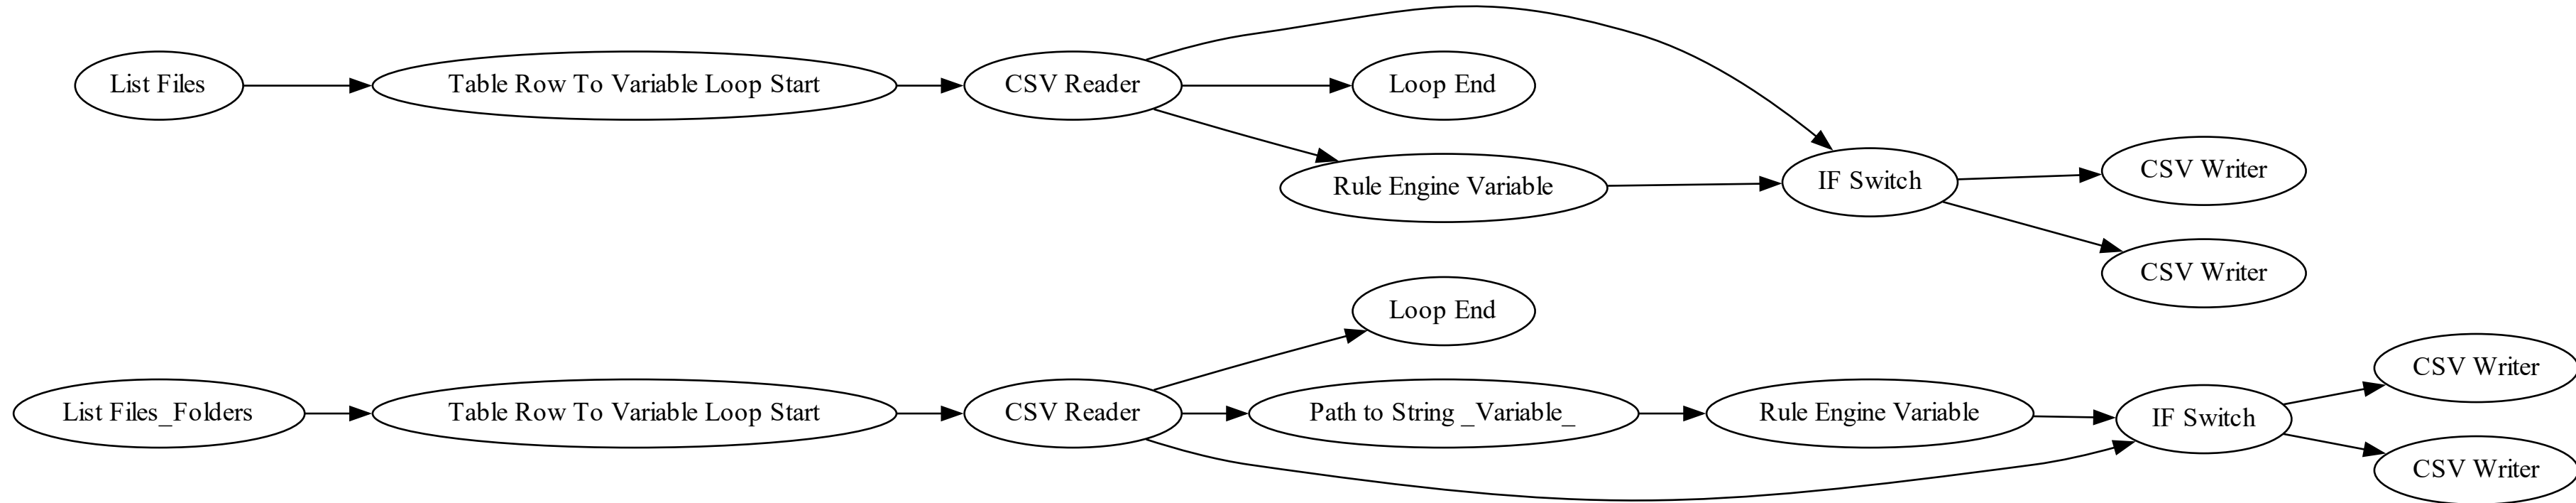 List Files
Table Row To Variable Loop Start
CSV Reader
Loop End
Rule Engine Variable
IF Switch
CSV Writer
CSV Writer
List Files_Folders
Table Row To Variable Loop Start
CSV Reader
Loop End
Path to String _Variable_
Rule Engine Variable
IF Switch
CSV Writer
CSV Writer